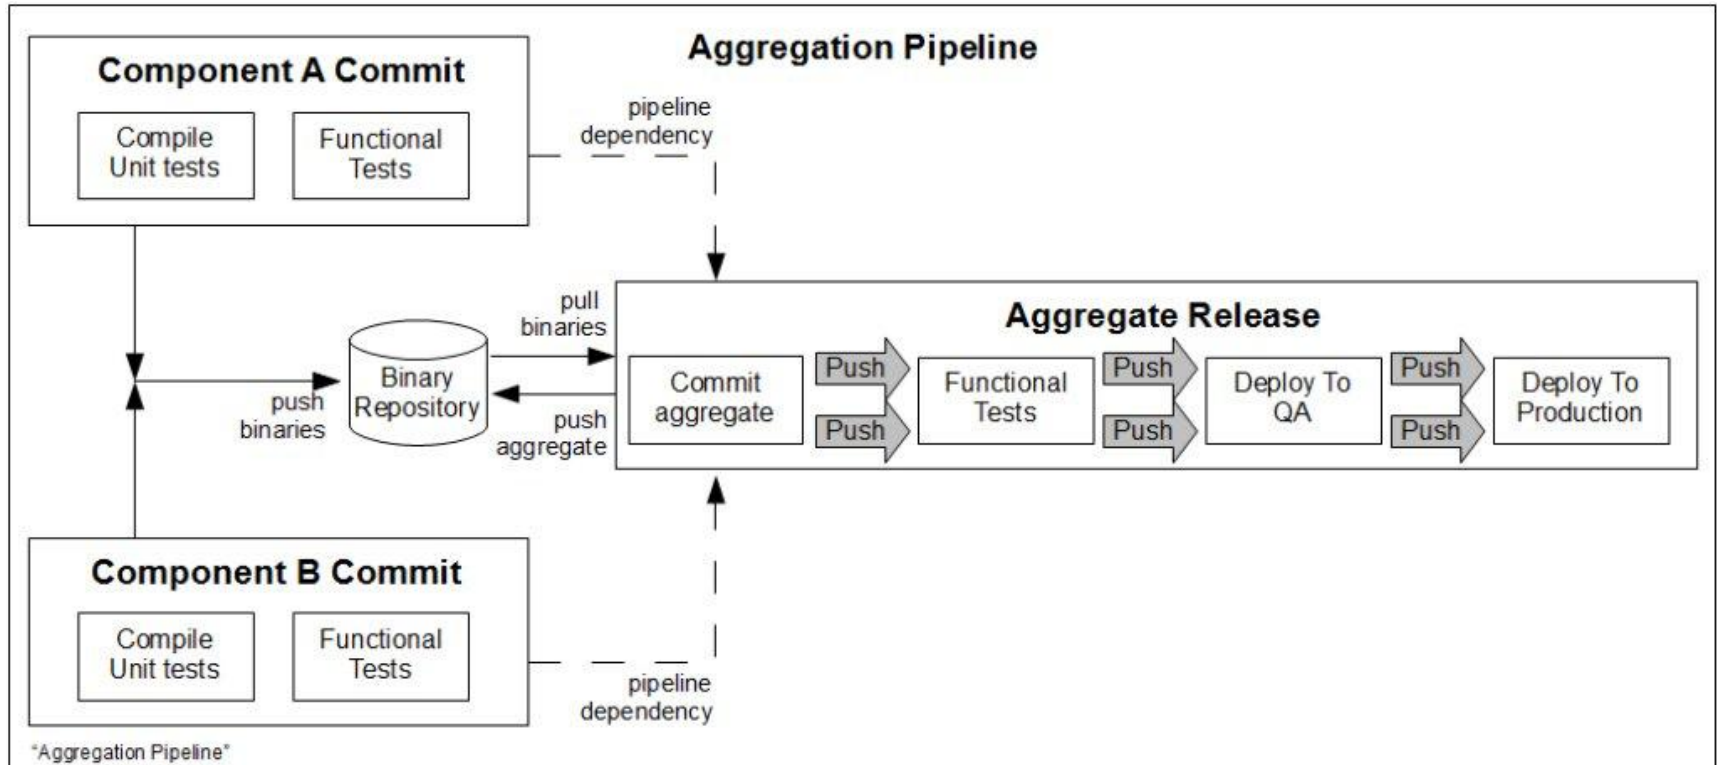 Aggregation Pipeline
Component A Commit
Compile
Unit tests
Functional
Tests
pipeline
dependency
Aggregate Release
pull
binaries
Binary
Repository
push
binaries
push
aggregate
Commit
aggregate
Push
Push
Functional
Tests
Push
Push
Deploy To
QA
Push
Push
Deploy To
Production
Component B Commit
Compile
Unit tests
Functional
Tests
pipeline
dependency
“Aggregation Pipeline”